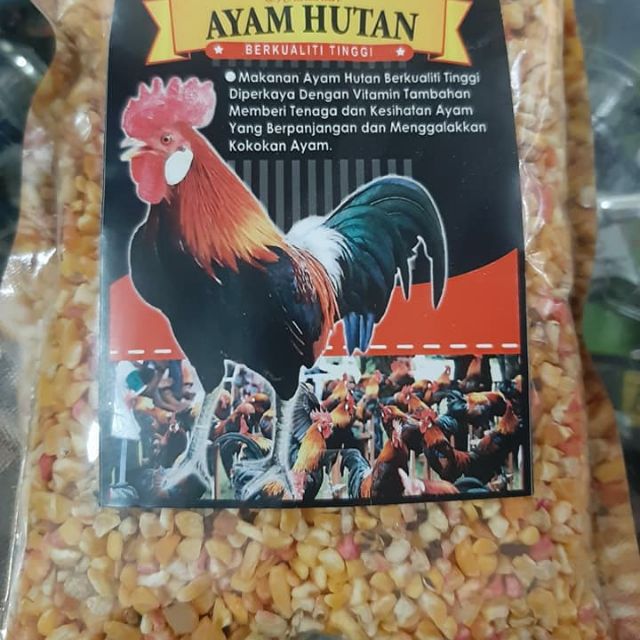 AYAM HUTAN
BERKUALITI TINGGI
Makanan Ayam Hutan Berkualiti Tinggi
Diperkaya Dengan Vitamin Tambahan
Memberi Tenaga dan Kesihatan Ayam
Yang Berpanjangan dan Menggalakkan
Kokokan Ayam.